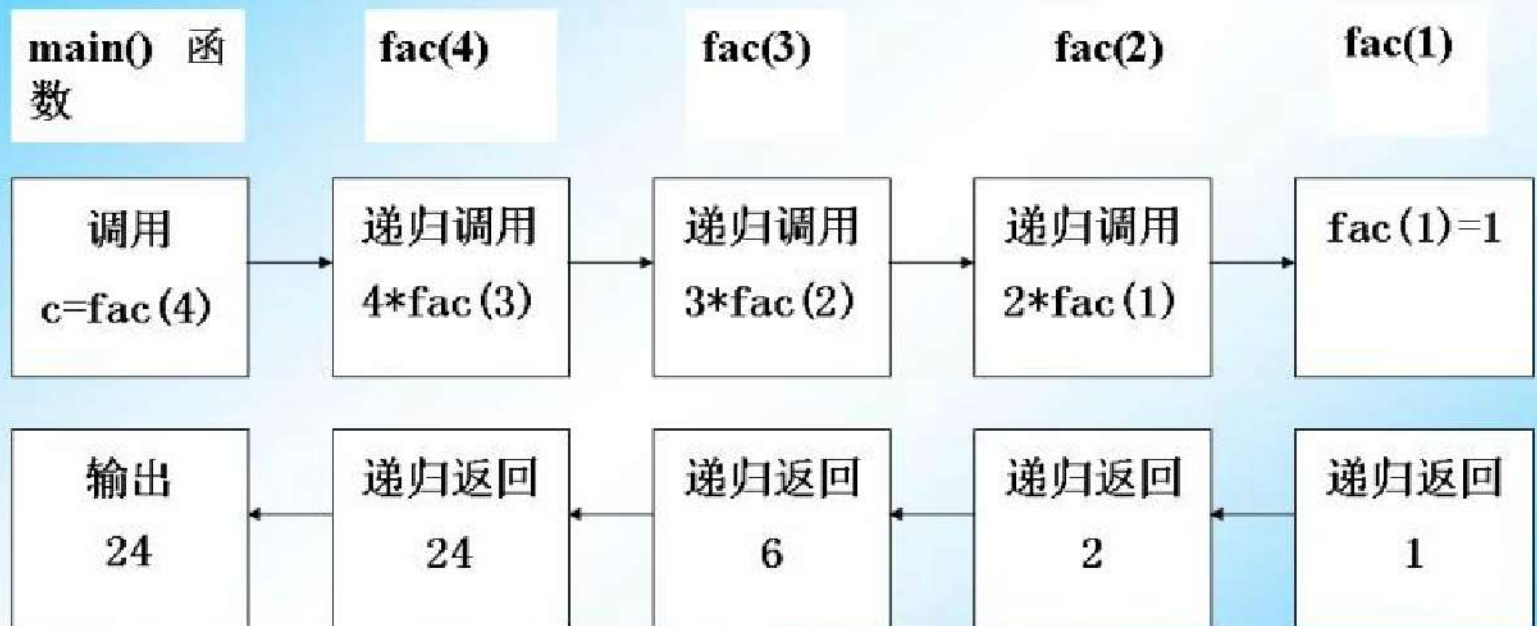 main() 函
数
fac(4)
fac(3)
fac(2)
fac(1)
调用
c=fac(4)
递归调用
4*fac(3)
递归调用
3*fac(2)
递归调用
2*fac(1)
fac(1)=1
输出
24
递归返回
24
递归返回
6
递归返回
2
递归返回
1